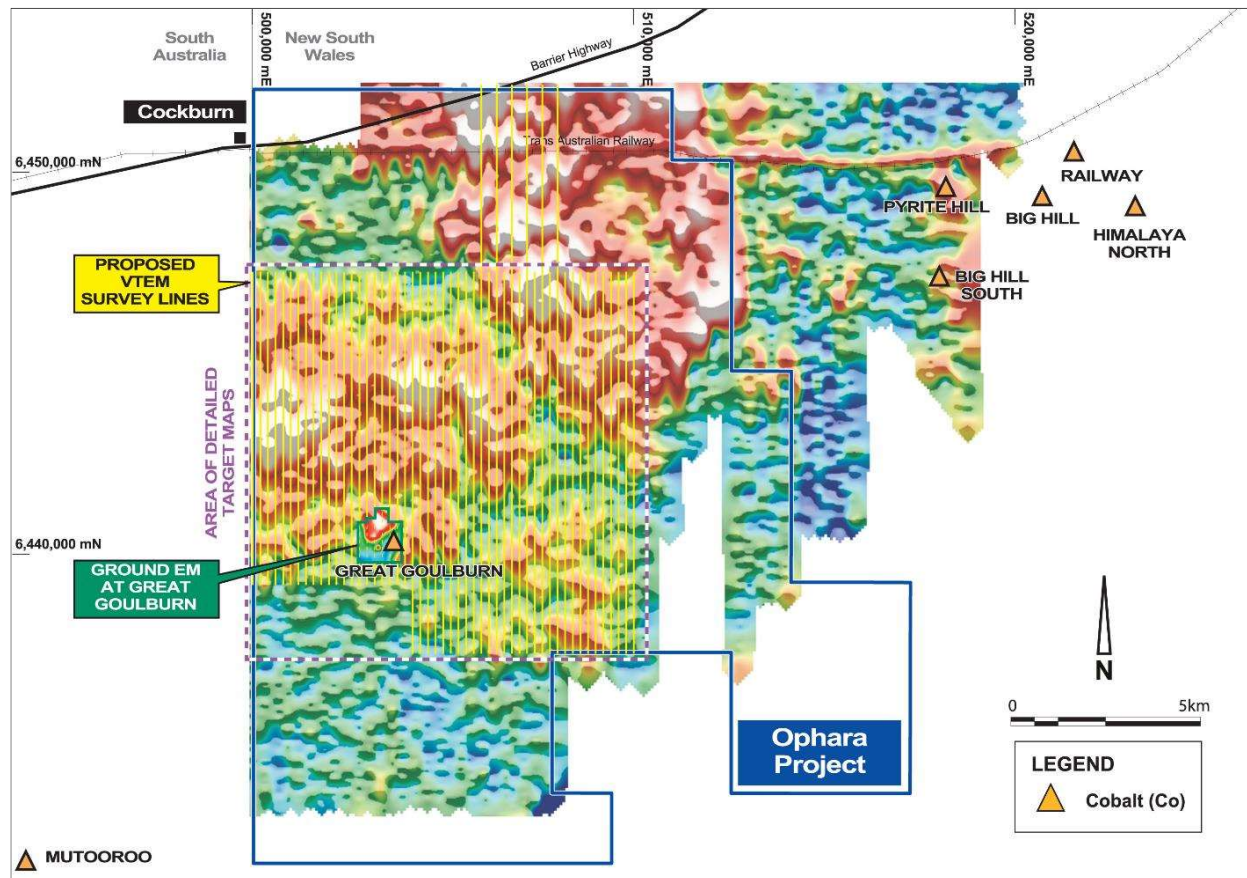 South
Australia
New South
Wales
500,000 mE
510,000 mE
520,000 mE
Barrier Highway
Cockburn
Trans Australian Railway
6,450,000 mN
RAILWAY
PYRITE HILL
BIG HILL
HIMALAYA
NORTH
PROPOSED
VTEM
SURVEY LINES
BIG HILL
SOUTH
AREA OF DETAILED
TARGET MAPS
6,440,000 mN
GREAT GOULBURN
GROUND EM
AT GREAT
GOULBURN
N
0
5km
Ophara
Project
LEGEND
Cobalt (Co)
MUTOOROO